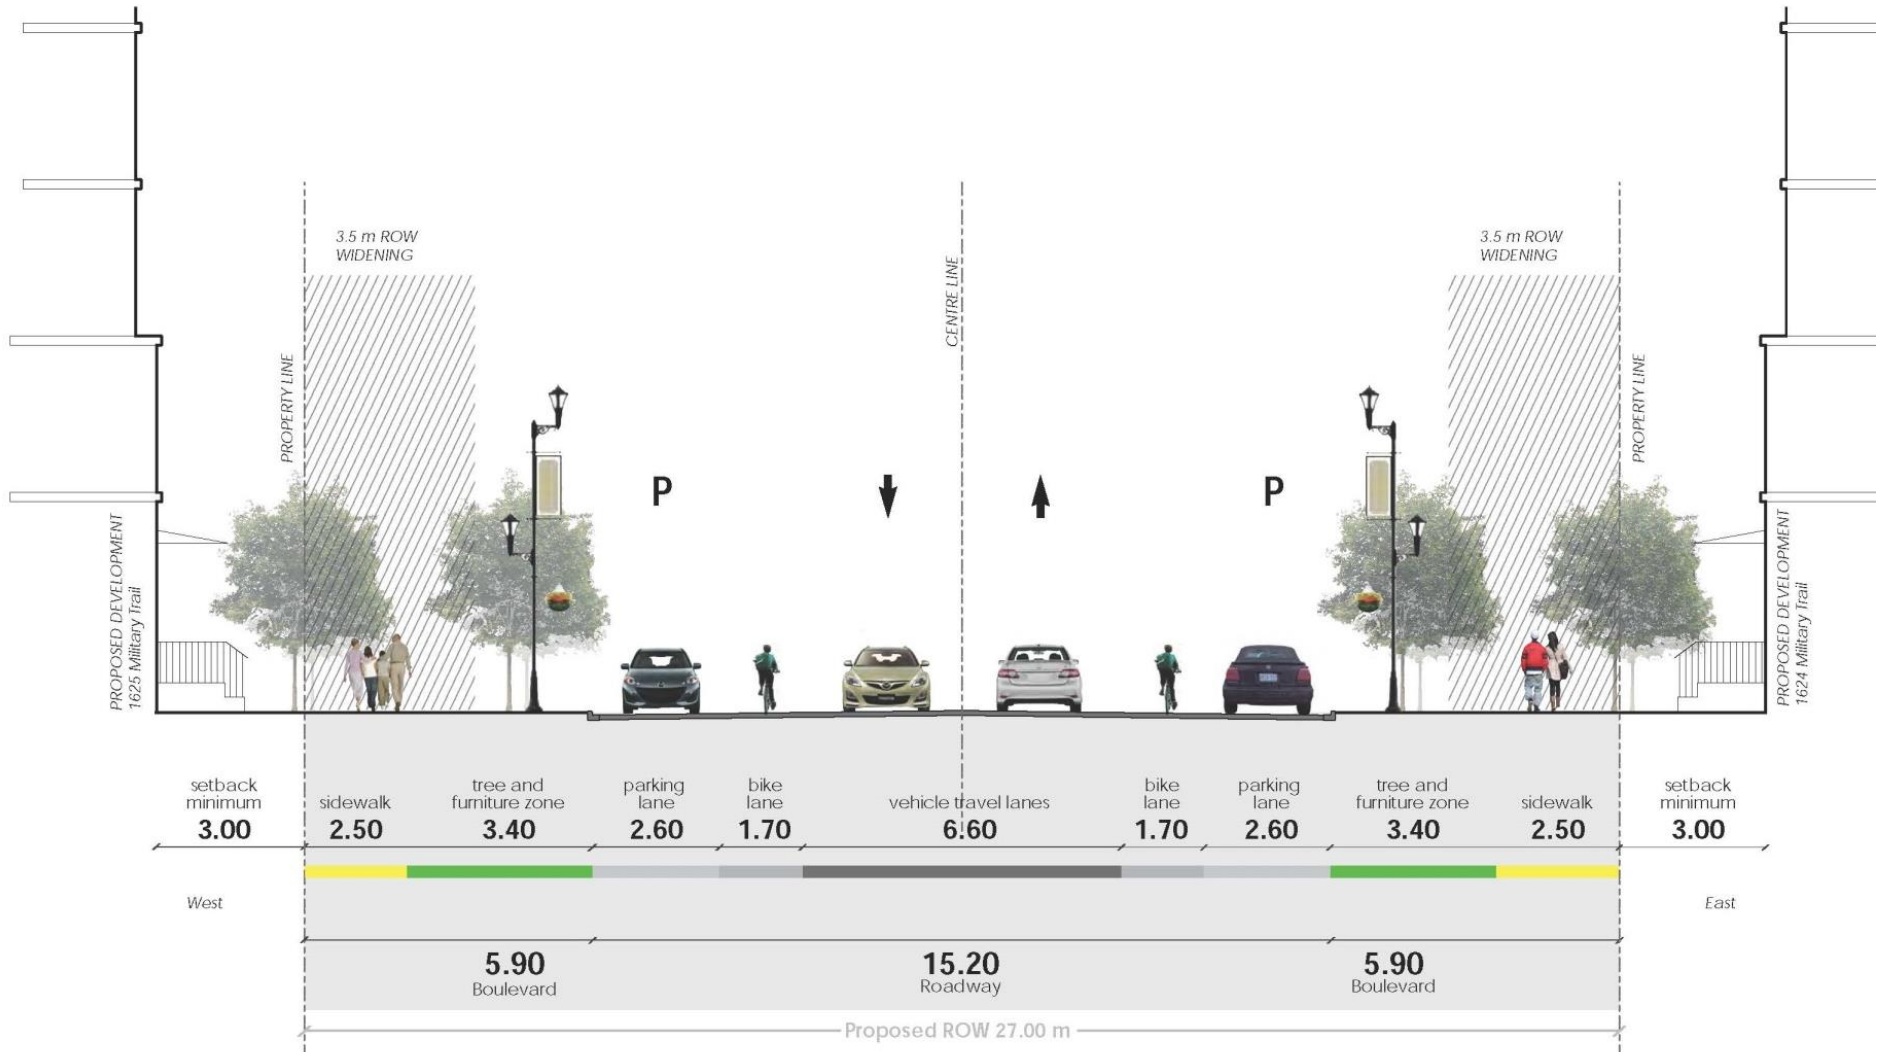 3.5 m ROW
WIDENING
3.5 m ROW
WIDENING
CENTRE LINE
PROPERTY LINE
PROPERTY LINE
P
P
PROPOSED DEVELOPMENT
1625 Military Trail
PROPOSED DEVELOPMENT
1624 Military Trail
setback
minimum
3.00
sidewalk
2.50
tree and
furniture zone
3.40
parking
lane
2.60
bike
lane
1.70
vehicle travel lanes
6.60
bike
lane
1.70
parking
lane
2.60
tree and
furniture zone
3.40
sidewalk
2.50
setback
minimum
3.00
West
East
5.90
Boulevard
15.20
Roadway
5.90
Boulevard
Proposed ROW 27.00 m